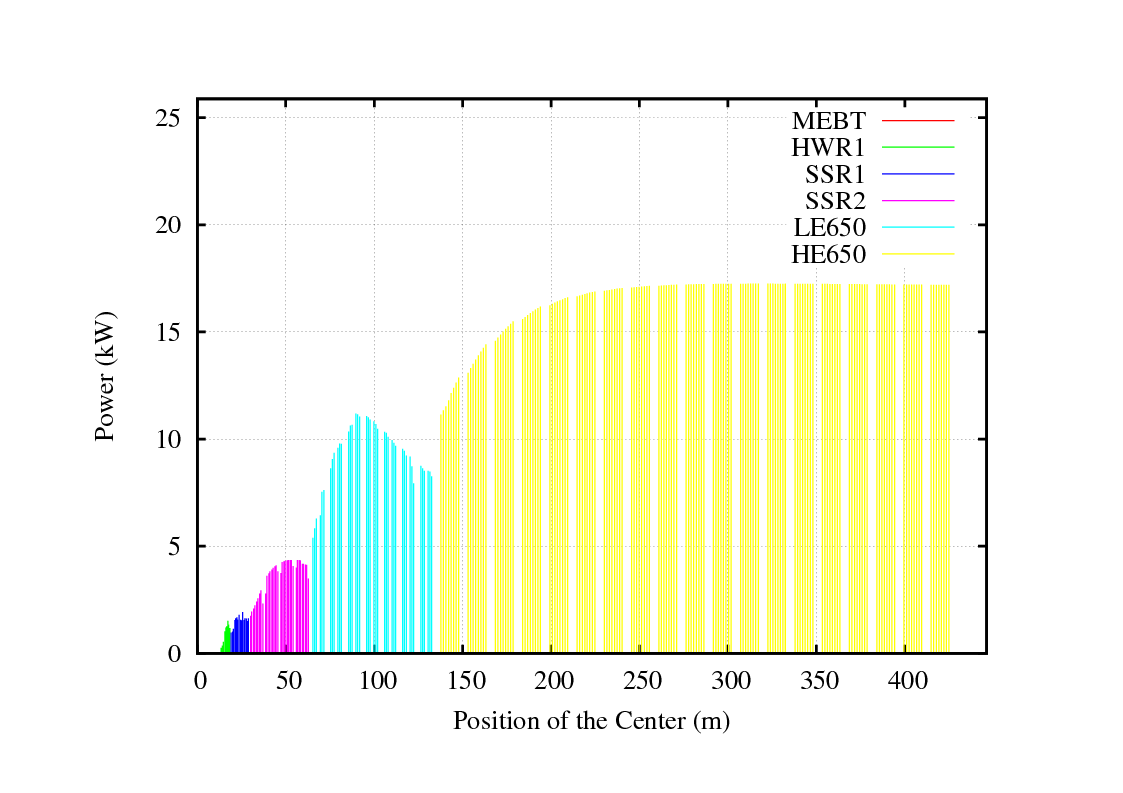 25
20
15
10
5
0
Power (kW)
MEBT
HWR1
SSR1
SSR2
LE650
HE650
0 50 100 150 200 250 300 350 400
Position of the Center (m)